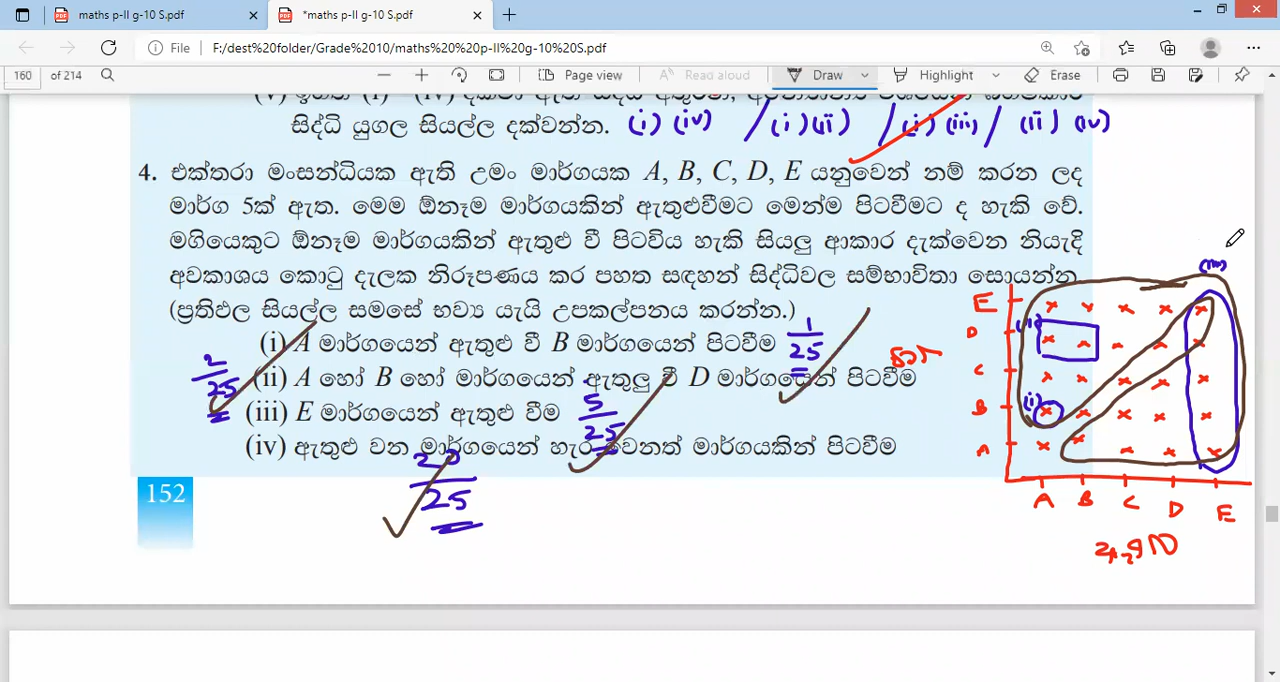 maths p-II g-10 S.pdf
*maths p-II g-10 S.pdf
File F:/dest%20folder/Grade%2010/maths%20%20p-II%20g-10%20S.pdf
160 of 214 Page view Read aloud Draw Highlight Erase
සිද්ධි යුගල සියල්ල දක්වන්න. (i) (iv) / (i) (ii) / (i) (iii) / (ii) (iv)
4. එක්තරා මංසන්ධියක ඇති උමං මාර්ගයක A, B, C, D, E යනුවෙන් නම් කරන ලද
මාර්ග 5ක් ඇත. මෙම ඕනෑම මාර්ගයකින් ඇතුළුවීමට මෙන්ම පිටවීමට ද හැකි වේ.
මගියෙකුට ඕනෑම මාර්ගයකින් ඇතුළු වී පිටවිය හැකි සියලු ආකාර දැක්වෙන නියැදි
අවකාශය කොටු දැලක නිරූපණය කර පහත සඳහන් සිද්ධිවල සම්භාවිතා සොයන්න.
(ප්‍රතිඵල සියල්ල සමසේ භව්‍ය යැයි උපකල්පනය කරන්න.)
(i) A මාර්ගයෙන් ඇතුළු වී B මාර්ගයෙන් පිටවීම 1/25
(ii) A හෝ B හෝ මාර්ගයෙන් ඇතුලු වී D මාර්ගයෙන් පිටවීම 2/25
(iii) E මාර්ගයෙන් ඇතුළු වීම 5/25
(iv) ඇතුළු වන මාර්ගයෙන් හැර වෙනත් මාර්ගයකින් පිටවීම
20/25
152
(iii)
E
D (ii)
C
B (i)
A
A B C D E